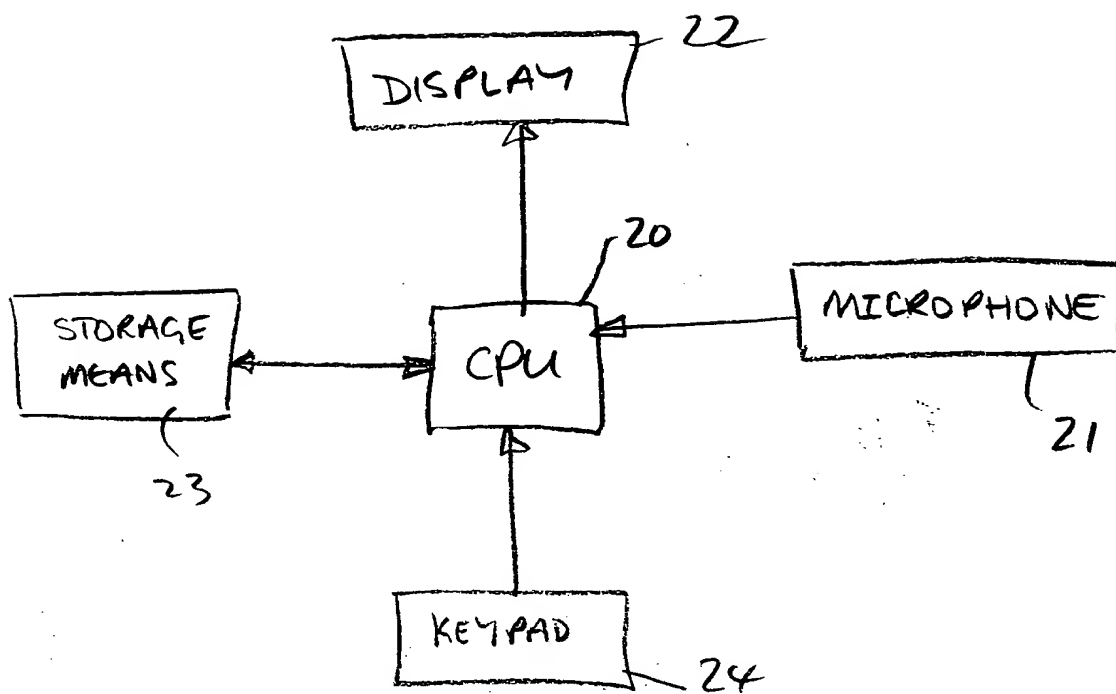 22
DISPLAY
20
MICROPHONE
STORAGE
MEANS
CPU
21
23
KEYPAD
24